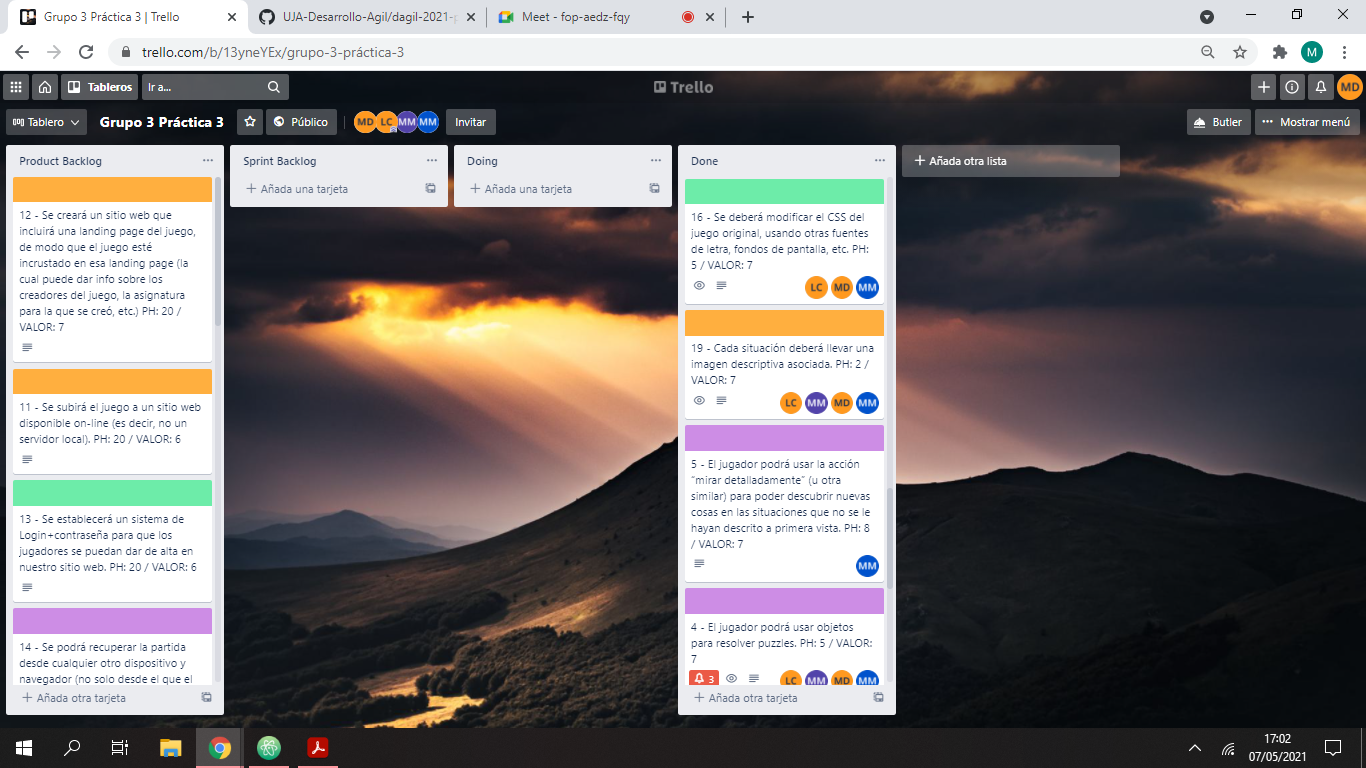 Grupo 3 Práctica 3 | Trello
UJA-Desarrollo-Agil/dagil-2021-p
Meet - fop-aedz-fqy
trello.com/b/13yneYEx/grupo-3-práctica-3
M
Tableros
Ir a...
Trello
MD
Tablero
Grupo 3 Práctica 3
Público
MD LC MM MM
Invitar
Butler
Mostrar menú
Product Backlog
12 - Se creará un sitio web que
incluirá una landing page del juego,
de modo que el juego esté
incrustado en esa landing page (la
cual puede dar info sobre los
creadores del juego, la asignatura
para la que se creó, etc.) PH: 20 /
VALOR: 7
11 - Se subirá el juego a un sitio web
disponible on-line (es decir, no un
servidor local). PH: 20 / VALOR: 6
13 - Se establecerá un sistema de
Login+contraseña para que los
jugadores se puedan dar de alta en
nuestro sitio web. PH: 20 / VALOR: 6
14 - Se podrá recuperar la partida
desde cualquier otro dispositivo y
navegador (no solo desde el que el
Añada otra tarjeta
Sprint Backlog
Añada una tarjeta
Doing
Añada una tarjeta
Done
16 - Se deberá modificar el CSS del
juego original, usando otras fuentes
de letra, fondos de pantalla, etc. PH:
5 / VALOR: 7
LC MD MM
19 - Cada situación deberá llevar una
imagen descriptiva asociada. PH: 2 /
VALOR: 7
LC MM MD MM
5 - El jugador podrá usar la acción
“mirar detalladamente” (u otra
similar) para poder descubrir nuevas
cosas en las situaciones que no se le
hayan descrito a primera vista. PH: 8
/ VALOR: 7
MM
4 - El jugador podrá usar objetos
para resolver puzzles. PH: 5 / VALOR:
7
3
LC MM MD MM
Añada otra tarjeta
Añada otra lista
17:02
07/05/2021